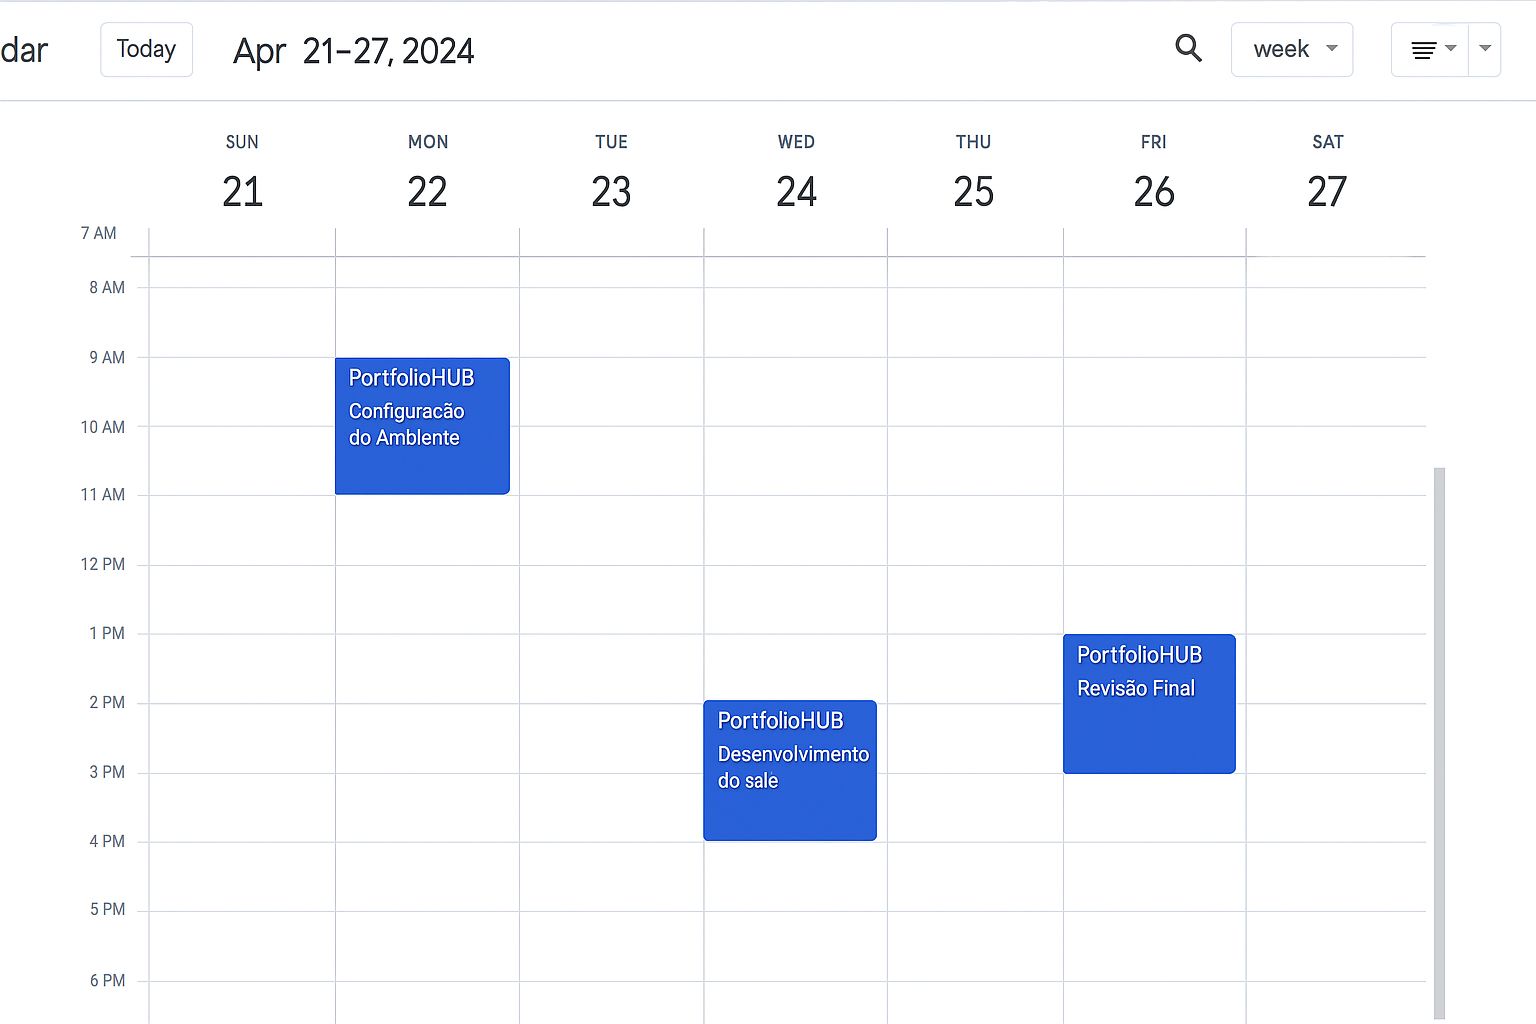 dar
Today
Apr 21–27, 2024
week
SUN MON TUE WED THU FRI SAT
21 22 23 24 25 26 27
7 AM
8 AM
9 AM
PortfolioHUB
Configuracão
do Amblente
10 AM
11 AM
12 PM
1 PM
PortfolioHUB
Revisão Final
2 PM
PortfolioHUB
Desenvolvimento
do sale
3 PM
4 PM
5 PM
6 PM